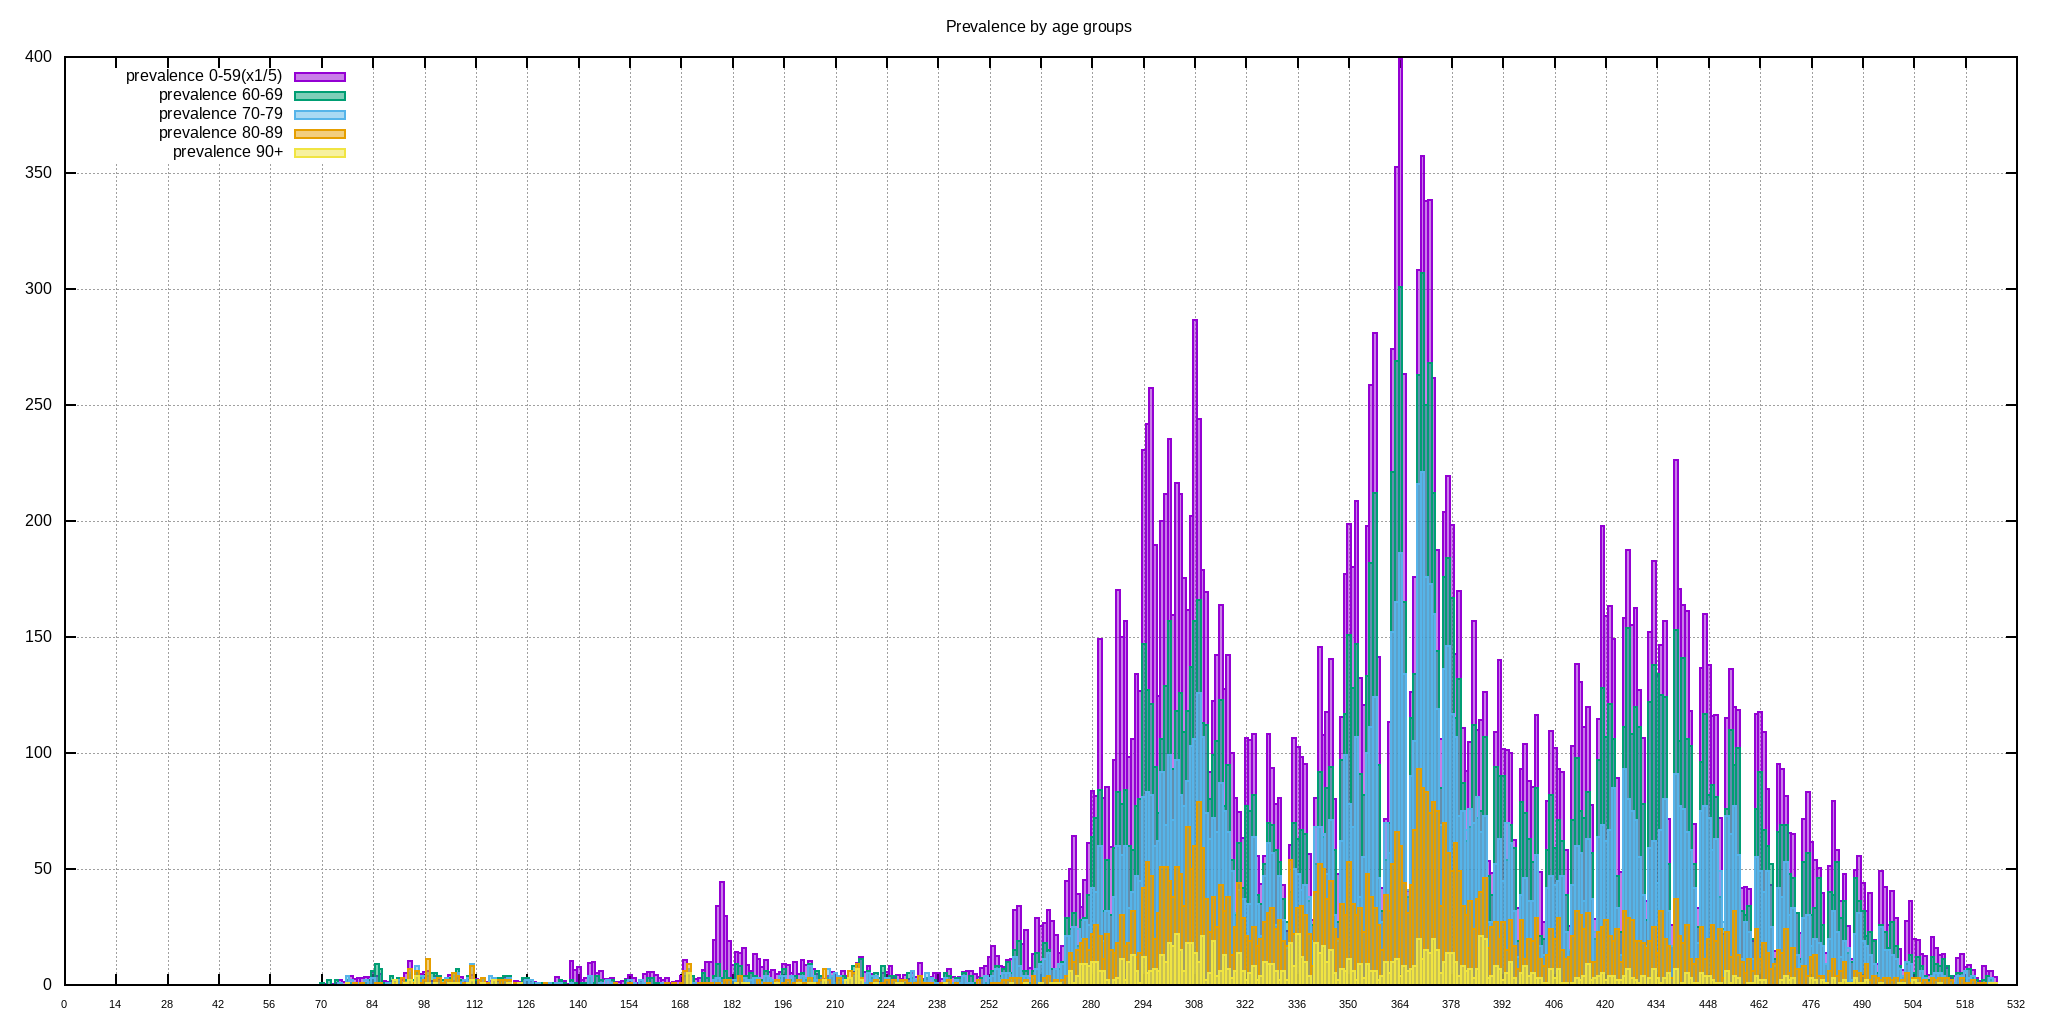 Prevalence by age groups
400
350
300
250
200
150
100
50
0
prevalence 0-59(x1/5)
prevalence 60-69
prevalence 70-79
prevalence 80-89
prevalence 90+
0 14 28 42 56 70 84 98 112 126 140 154 168 182 196 210 224 238 252 266 280 294 308 322 336 350 364 378 392 406 420 434 448 462 476 490 504 518 532